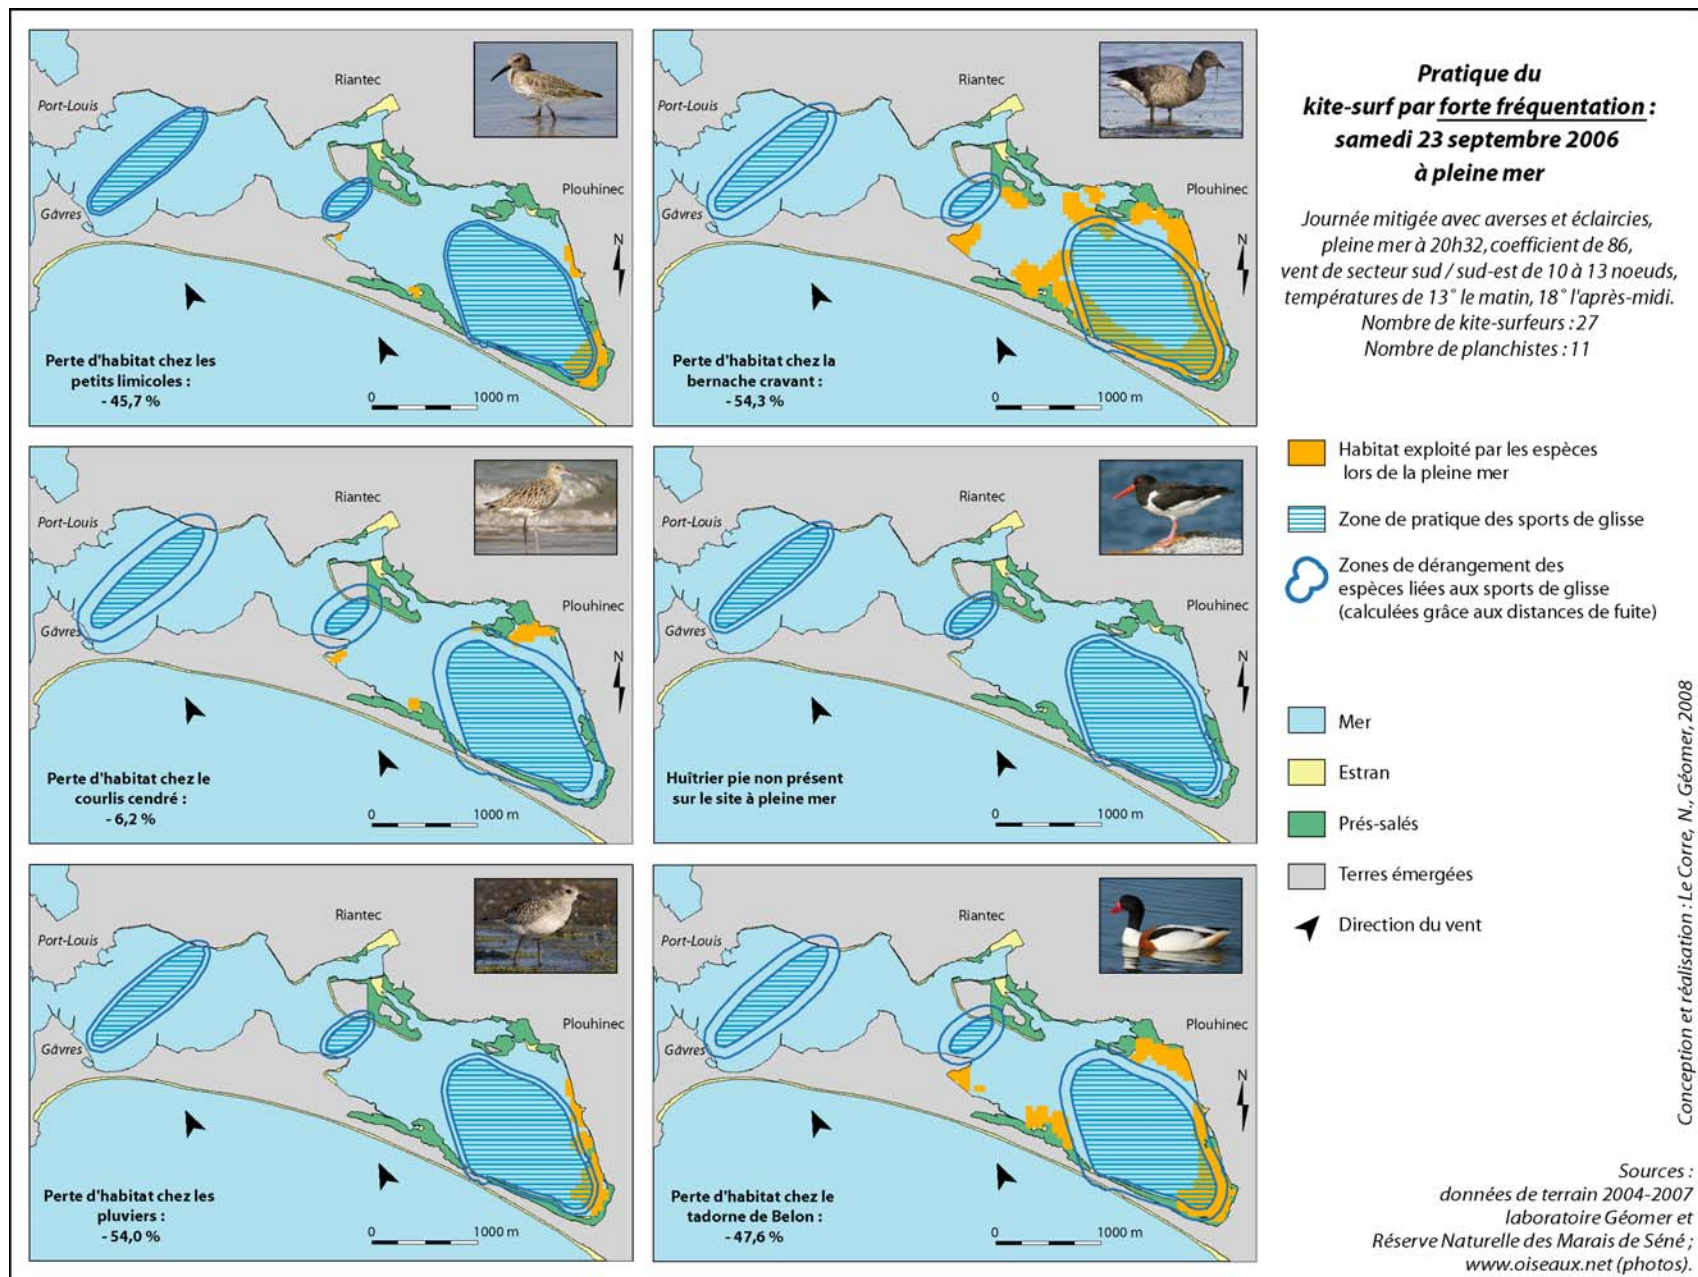 Port-Louis
Riantec
Gâvres
Plouhinec
N
Perte d'habitat chez les
petits limicoles :
- 45,7 %
0 1000 m
Port-Louis
Riantec
Gâvres
Plouhinec
N
Perte d'habitat chez la
bernache cravant :
- 54,3 %
0 1000 m
Port-Louis
Riantec
Gâvres
Plouhinec
N
Perte d'habitat chez le
courlis cendré :
- 6,2 %
0 1000 m
Port-Louis
Riantec
Gâvres
Plouhinec
N
Huîtrier pie non présent
sur le site à pleine mer
0 1000 m
Port-Louis
Riantec
Gâvres
Plouhinec
Perte d'habitat chez les
pluviers :
- 54,0 %
0 1000 m
Port-Louis
Riantec
Gâvres
Plouhinec
N
Perte d'habitat chez le
tadorne de Belon :
- 47,6 %
0 1000 m
Pratique du
kite-surf par forte fréquentation :
samedi 23 septembre 2006
à pleine mer
Journée mitigée avec averses et éclaircies,
pleine mer à 20h32, coefficient de 86,
vent de secteur sud / sud-est de 10 à 13 noeuds,
températures de 13° le matin, 18° l'après-midi.
Nombre de kite-surfeurs : 27
Nombre de planchistes : 11
Habitat exploité par les espèces
lors de la pleine mer
Zone de pratique des sports de glisse
Zones de dérangement des
espèces liées aux sports de glisse
(calculées grâce aux distances de fuite)
Mer
Estran
Prés-salés
Terres émergées
Direction du vent
Conception et réalisation : Le Corre, N., Géomer, 2008
Sources :
données de terrain 2004-2007
laboratoire Géomer et
Réserve Naturelle des Marais de Séné ;
www.oiseaux.net (photos).